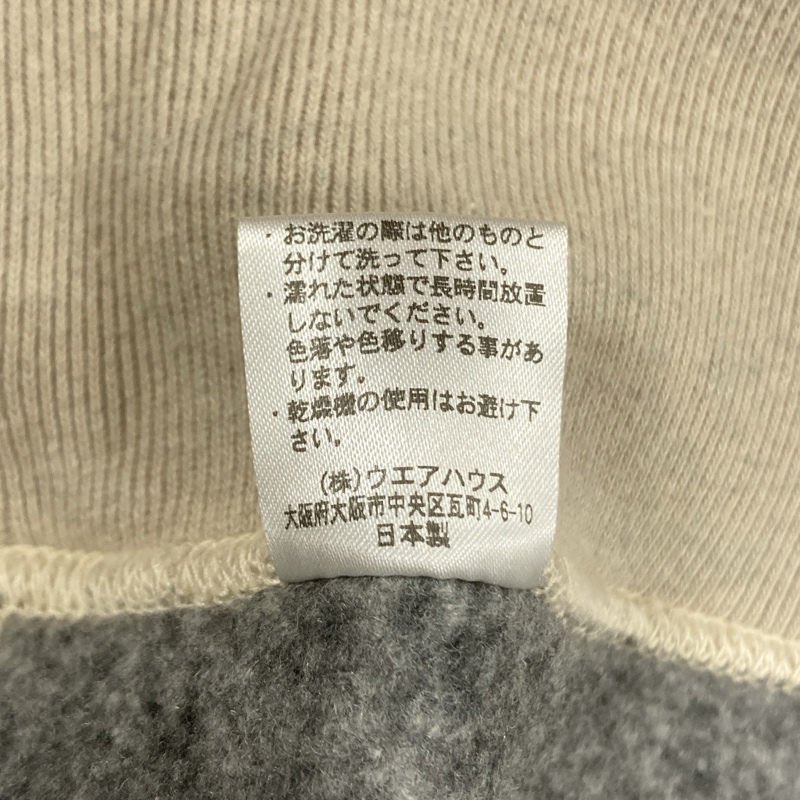 ・お洗濯の際は他のものと
分けて洗って下さい。
・濡れた状態で長時間放置
しないでください。
色落や色移りする事があ
ります。
・乾燥機の使用はお避け下
さい。
(株)ウエアハウス
大阪府大阪市中央区瓦町4-6-10
日本製